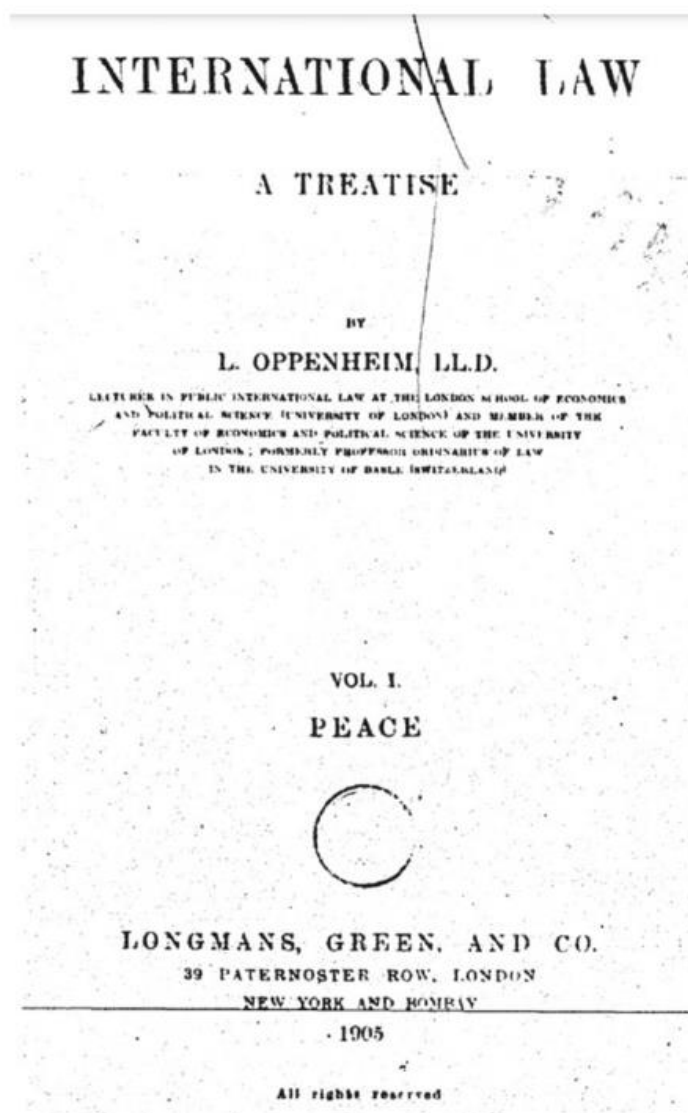 INTERNATIONAL LAW
A TREATISE
BY
L. OPPENHEIM, LL.D.
LECTURER IN PUBLIC INTERNATIONAL LAW AT THE LONDON SCHOOL OF ECONOMICS
AND POLITICAL SCIENCE (UNIVERSITY OF LONDON) AND MEMBER OF THE
FACULTY OF ECONOMICS AND POLITICAL SCIENCE OF THE UNIVERSITY
OF LONDON; FORMERLY PROFESSOR ORDINARIUS OF LAW
IN THE UNIVERSITY OF BASLE (SWITZERLAND)
VOL. I.
PEACE
LONGMANS, GREEN, AND CO.
39 PATERNOSTER ROW, LONDON
NEW YORK AND BOMBAY
1905
All rights reserved